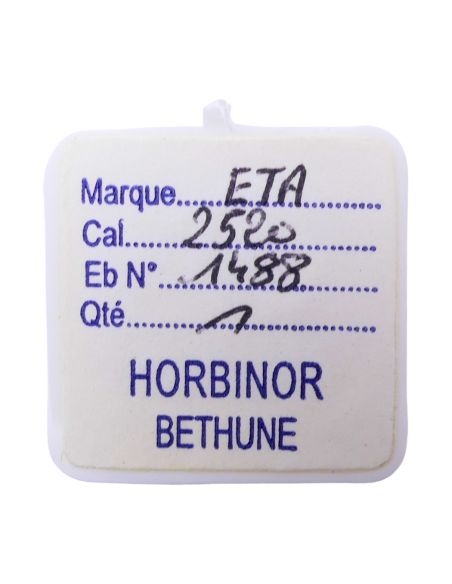 Marque....ETA..........
Cal........2520............
Eb N°.....1488..........
Qté............1................
HORBINOR
BETHUNE